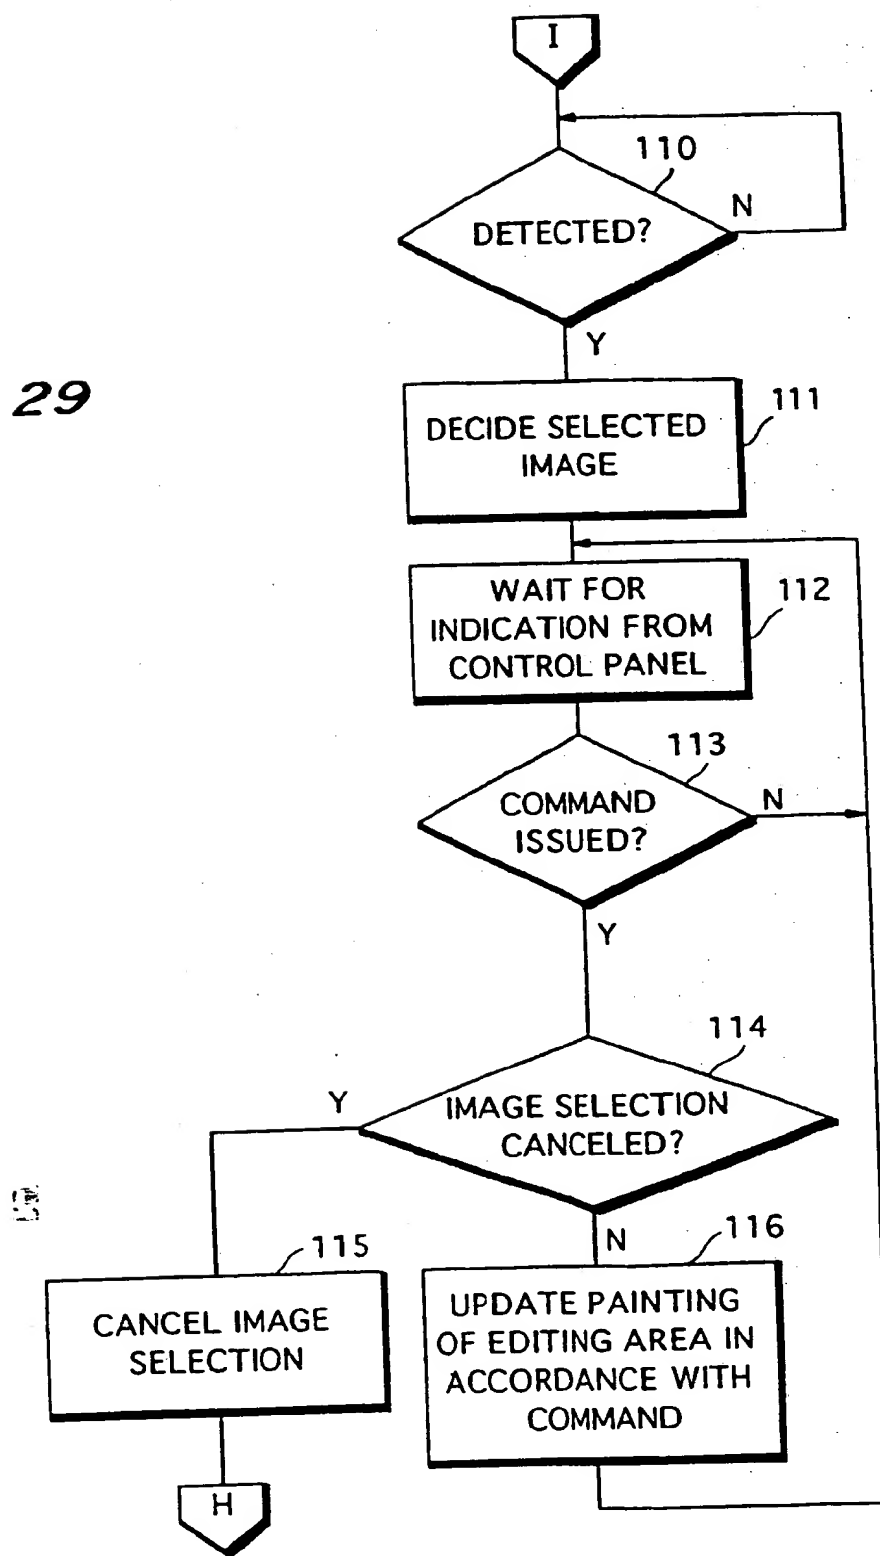 I
110
DETECTED?
N
Y
29
DECIDE SELECTED
IMAGE
111
WAIT FOR
INDICATION FROM
CONTROL PANEL
112
113
COMMAND
ISSUED?
N
Y
114
IMAGE SELECTION
CANCELED?
Y
N
115
CANCEL IMAGE
SELECTION
116
UPDATE PAINTING
OF EDITING AREA IN
ACCORDANCE WITH
COMMAND
H